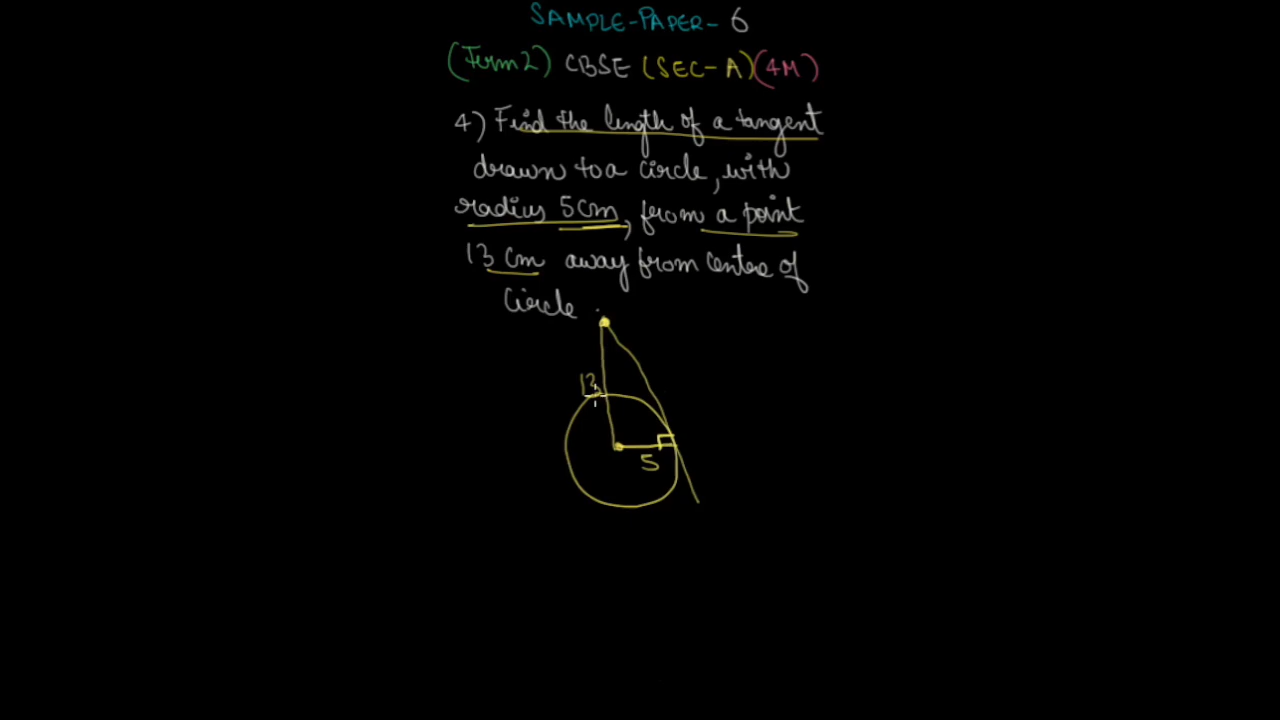 SAMPLE-PAPER-6
(Term2) CBSE (SEC-A)(4M)
4) Find the length of a tangent
drawn to a circle, with
radius 5cm, from a point
13 cm away from centre of
circle.
13
5